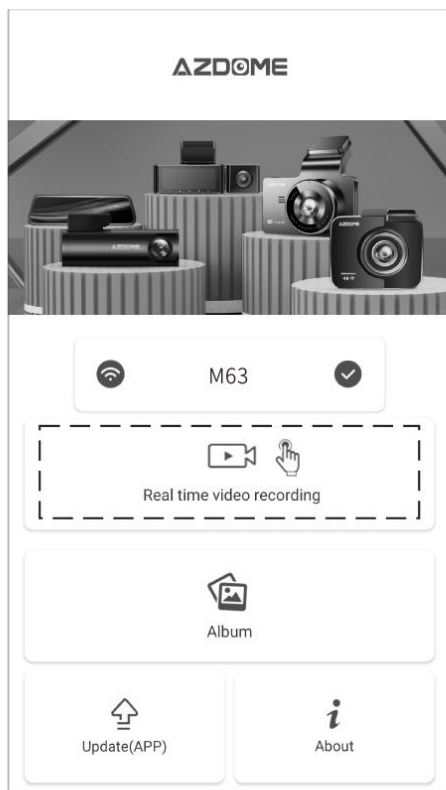 AZDOME
AZDOME
M63
Real time video recording
Album
Update(APP)
About